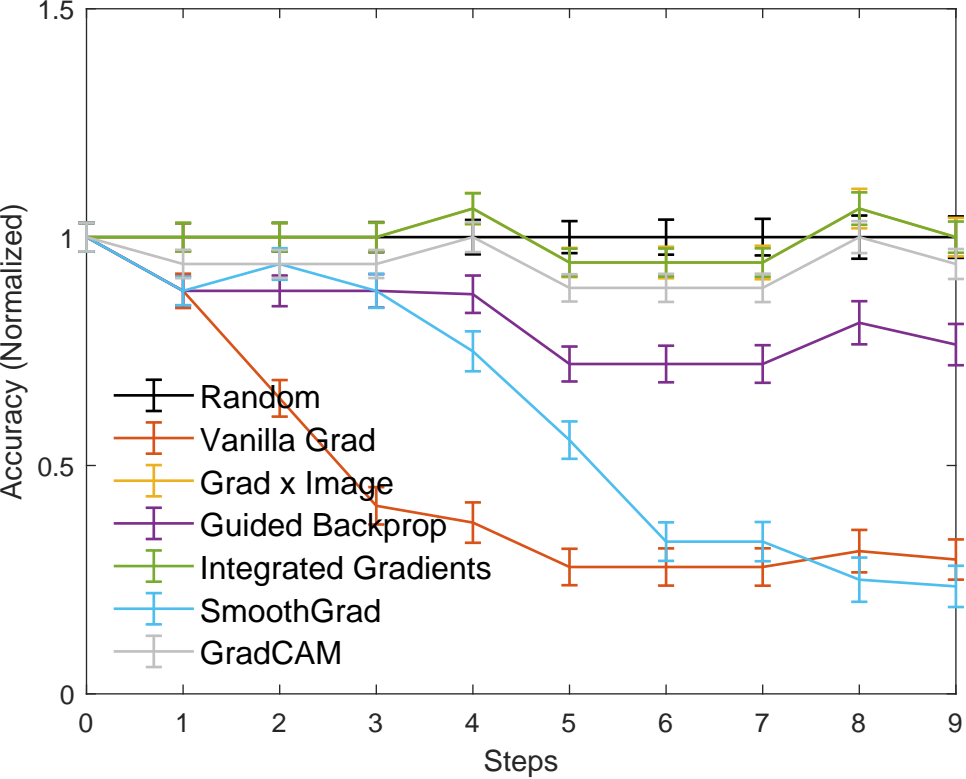 1.5
1
0.5
0
Accuracy (Normalized)
Random
Vanilla Grad
Grad x Image
Guided Backprop
Integrated Gradients
SmoothGrad
GradCAM
0 1 2 3 4 5 6 7 8 9
Steps